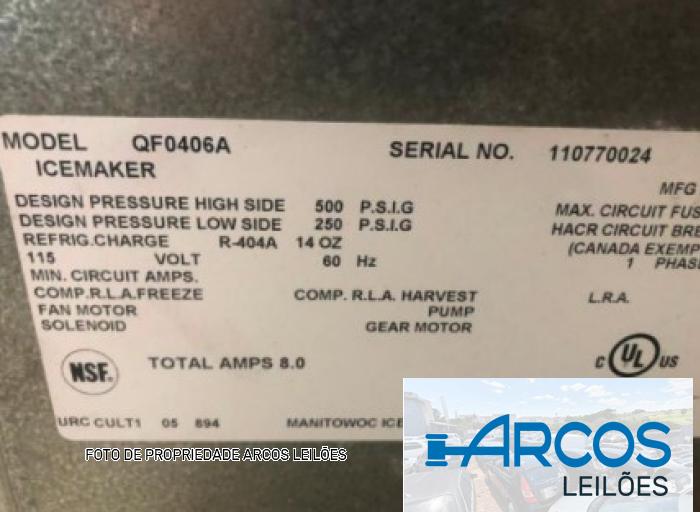 MODEL QF0406A SERIAL NO. 110770024
ICEMAKER
MFG
DESIGN PRESSURE HIGH SIDE 500 P.S.I.G MAX. CIRCUIT FUS
DESIGN PRESSURE LOW SIDE 250 P.S.I.G HACR CIRCUIT BRE
REFRIG.CHARGE R-404A 14 OZ (CANADA EXEMP
115 VOLT 60 Hz 1 PHAS
MIN. CIRCUIT AMPS.
COMP.R.L.A.FREEZE COMP. R.L.A. HARVEST L.R.A.
FAN MOTOR PUMP
SOLENOID GEAR MOTOR
NSF.
TOTAL AMPS 8.0
C UL US
URC CULT1 05 894 MANITOWOC ICE
FOTO DE PROPRIEDADE ARCOS LEILÕES
ARCOS
LEILÕES